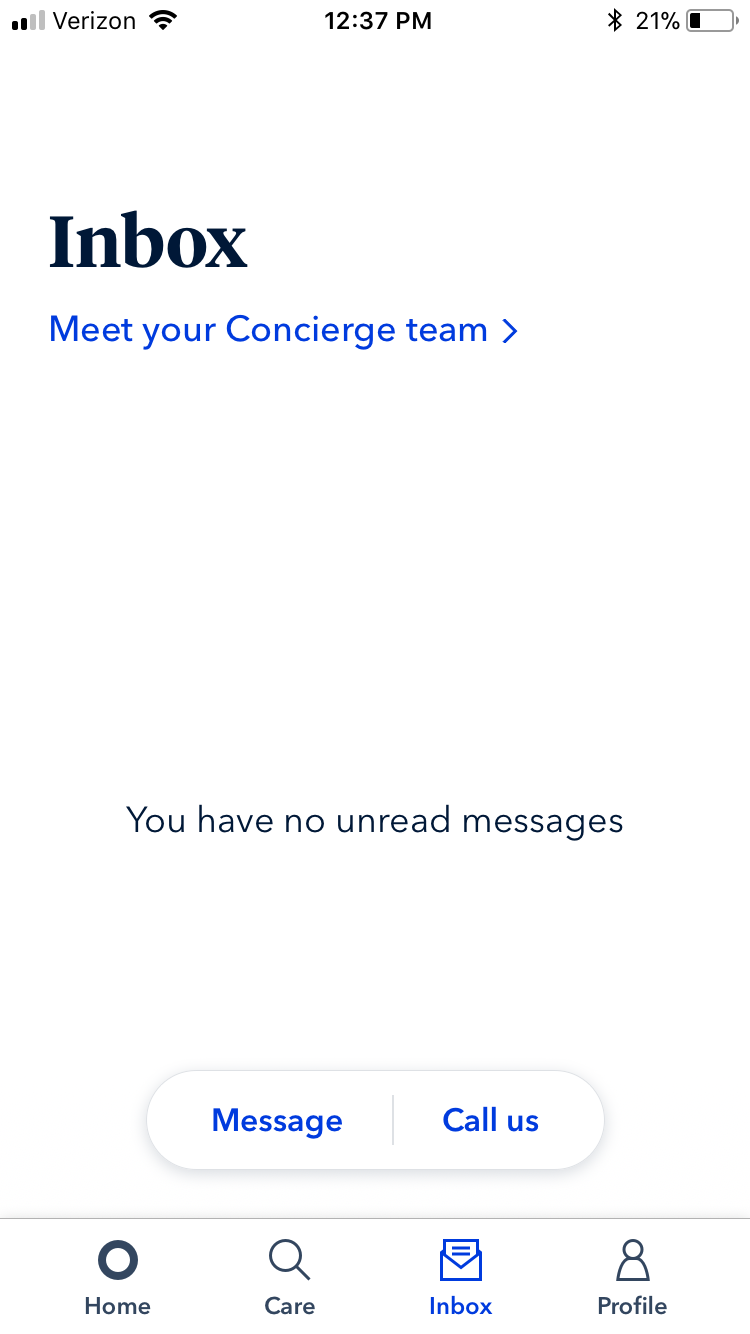 Verizon 12:37 PM 21%
Inbox
Meet your Concierge team
You have no unread messages
Message Call us
Home Care Inbox Profile